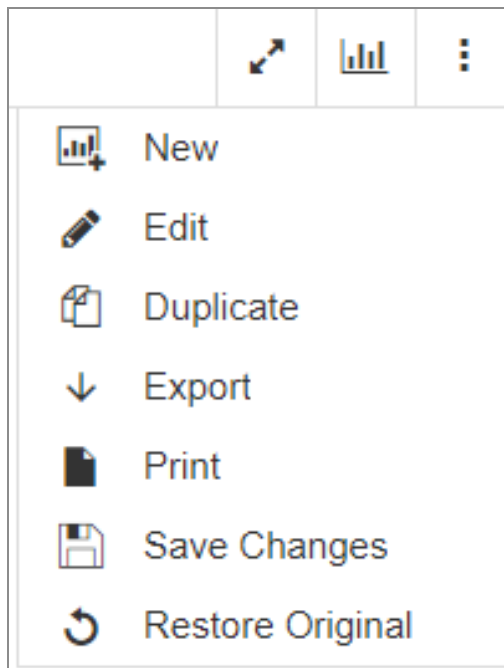 New
Edit
Duplicate
Export
Print
Save Changes
Restore Original